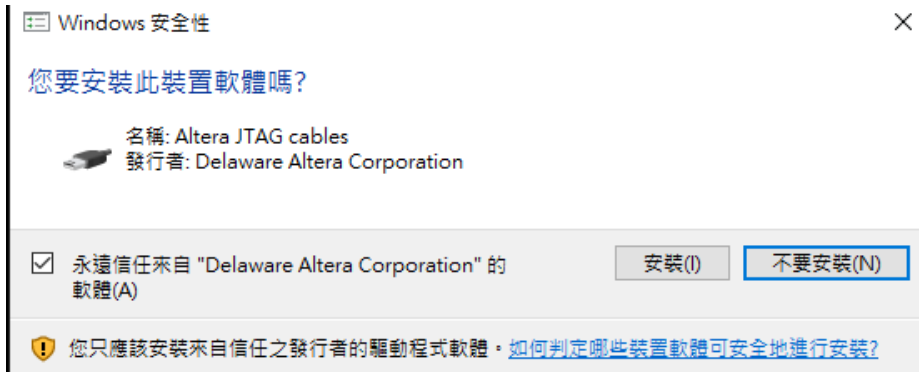 Windows 安全性
您要安裝此裝置軟體嗎?
名稱: Altera JTAG cables
發行者: Delaware Altera Corporation
永遠信任來自 "Delaware Altera Corporation" 的
軟體(A)
安裝(I)
不要安裝(N)
您只應該安裝來自信任之發行者的驅動程式軟體。如何判定哪些裝置軟體可安全地進行安裝?